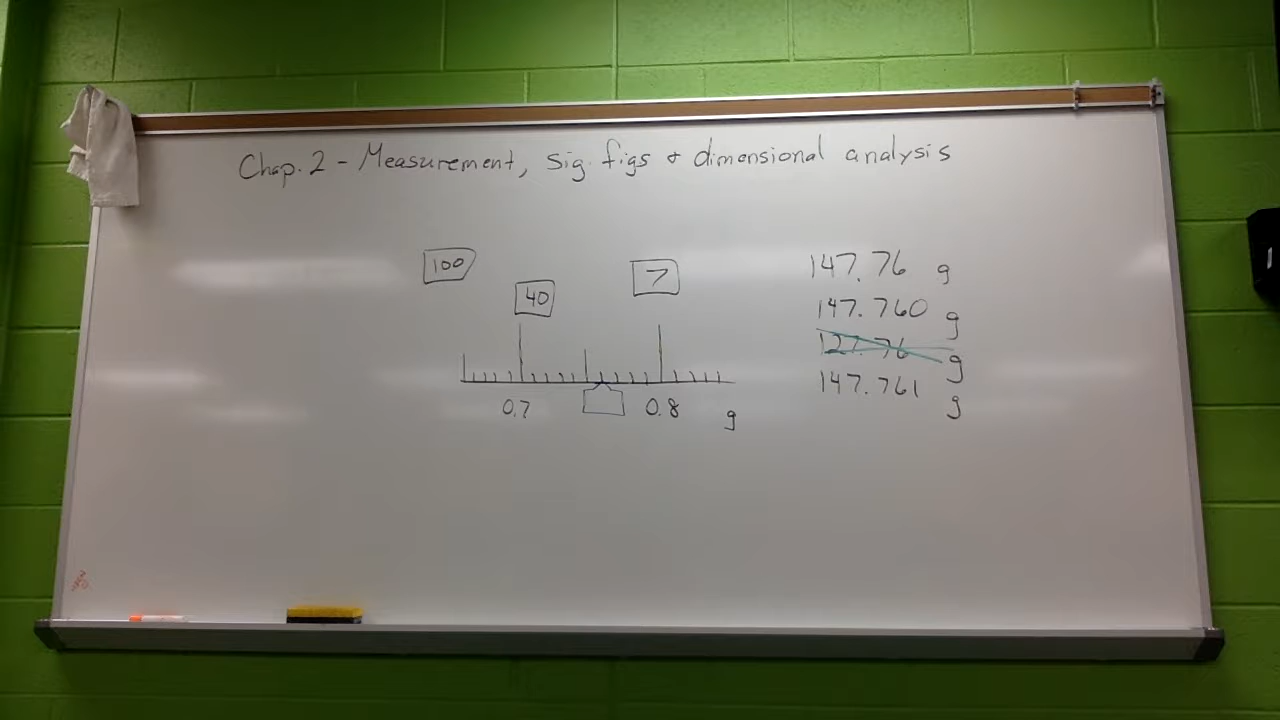 Chap. 2 - Measurement, sig. figs & dimensional analysis
100
40
7
0.7
0.8
g
147.76 g
147.760 g
127.76 g
147.761 g